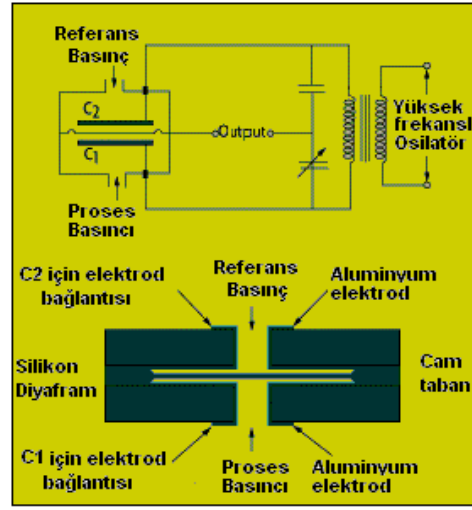 Referans
Basınç
C2
C1
Output
Yüksek
frekanslı
Osilatör
Proses
Basıncı
C2 için elektrod
bağlantısı
Referans
Basınç
Aluminyum
elektrod
Silikon
Diyafram
Cam
taban
C1 için elektrod
bağlantısı
Proses
Basıncı
Aluminyum
elektrod